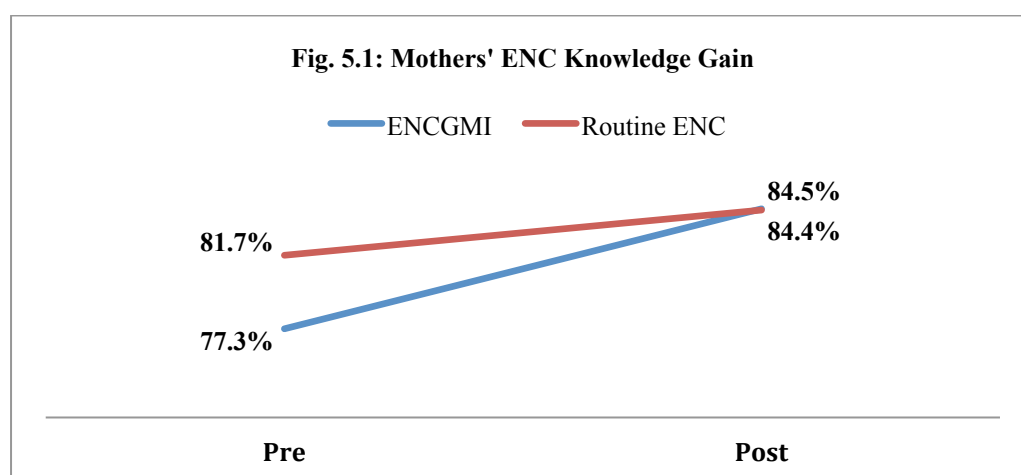 Fig. 5.1: Mothers' ENC Knowledge Gain
ENCGMI Routine ENC
84.5%
81.7%
84.4%
77.3%
Pre Post